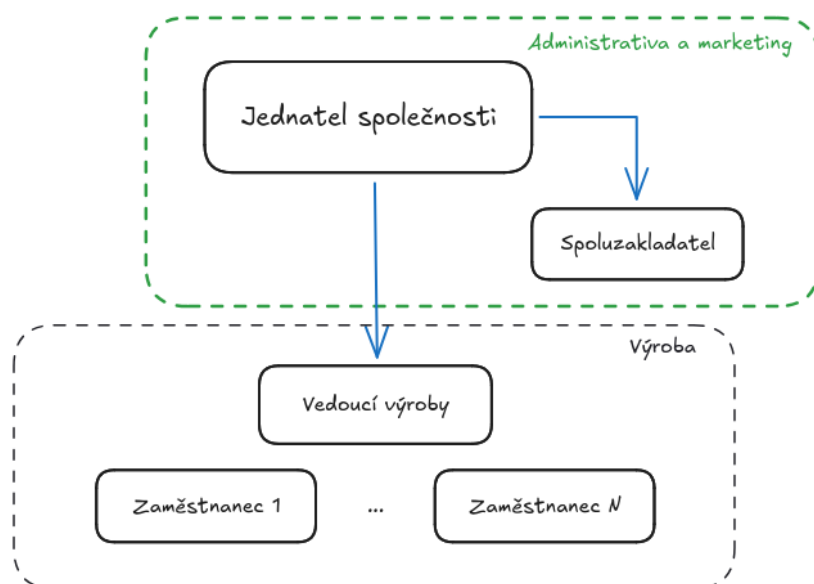 Administrativa a marketing
Jednatel společnosti
Spoluzakladatel
Výroba
Vedoucí výroby
Zaměstnanec 1
...
Zaměstnanec N